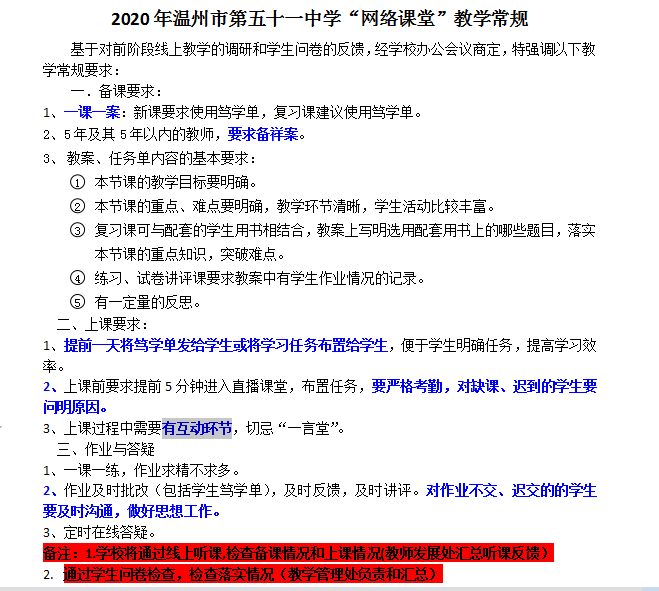 2020年温州市第五十一中学“网络课堂”教学常规
基于对前阶段线上教学的调研和学生问卷的反馈,经学校办公会议商定,特强调以下教
学常规要求:
一.备课要求:
1、一课一案:新课要求使用笃学单,复习课建议使用笃学单。
2、5年及其5年以内的教师,要求备祥案。
3、教案、任务单内容的基本要求:
① 本节课的教学目标要明确。
② 本节课的重点、难点要明确,教学环节清晰,学生活动比较丰富。
③ 复习课可与配套的学生用书相结合,教案上写明选用配套用书上的哪些题目,落实
本节课的重点知识,突破难点。
④ 练习、试卷讲评课要求教案中有学生作业情况的记录。
⑤ 有一定量的反思。
二、上课要求:
1、提前一天将笃学单发给学生或将学习任务布置给学生,便于学生明确任务,提高学习效
率。
2、上课前要求提前5分钟进入直播课堂,布置任务,要严格考勤,对缺课、迟到的学生要
问明原因。
3、上课过程中需要有互动环节,切忌“一言堂”。
三、作业与答疑
1、一课一练,作业求精不求多。
2、作业及时批改(包括学生笃学单),及时反馈,及时讲评。对作业不交、迟交的的学生
要及时沟通,做好思想工作。
3、定时在线答疑。
备注:1.学校将通过线上听课,检查备课情况和上课情况(教师发展处汇总听课反馈)
2. 通过学生问卷检查,检查落实情况(教学管理处负责和汇总)